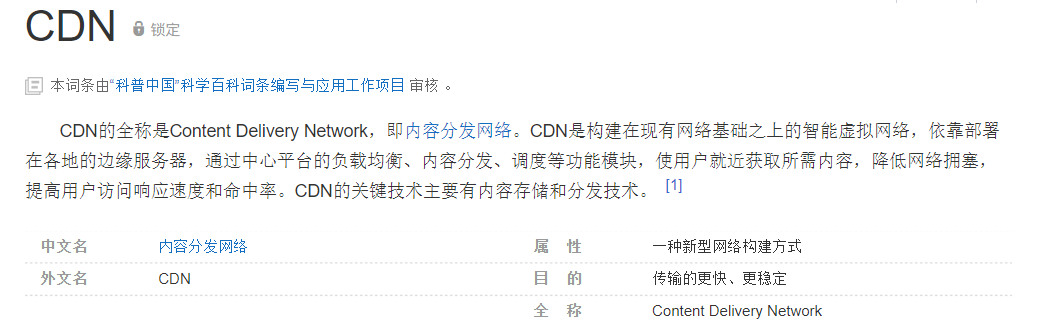 CDN 锁定
本词条由“科普中国”科学百科词条编写与应用工作项目 审核 。
CDN的全称是Content Delivery Network，即内容分发网络。CDN是构建在现有网络基础之上的智能虚拟网络，依靠部署
在各地的边缘服务器，通过中心平台的负载均衡、内容分发、调度等功能模块，使用户就近获取所需内容，降低网络拥塞，
提高用户访问响应速度和命中率。CDN的关键技术主要有内容存储和分发技术。 [1]
中文名 内容分发网络 属 性 一种新型网络构建方式
外文名 CDN 目 的 传输的更快、更稳定
全 称 Content Delivery Network